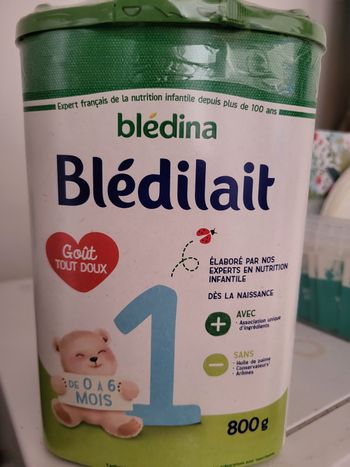 Expert français de la nutrition infantile depuis plus de 100 ans
blédina
Blédilait
Goût
TOUT DOUX
ÉLABORÉ PAR NOS
EXPERTS EN NUTRITION
INFANTILE
DÈS LA NAISSANCE
AVEC
• Association unique
d'ingrédients
SANS
• Huile de palme
• Conservateurs
• Arômes
1
DE 0 À 6
MOIS
800g